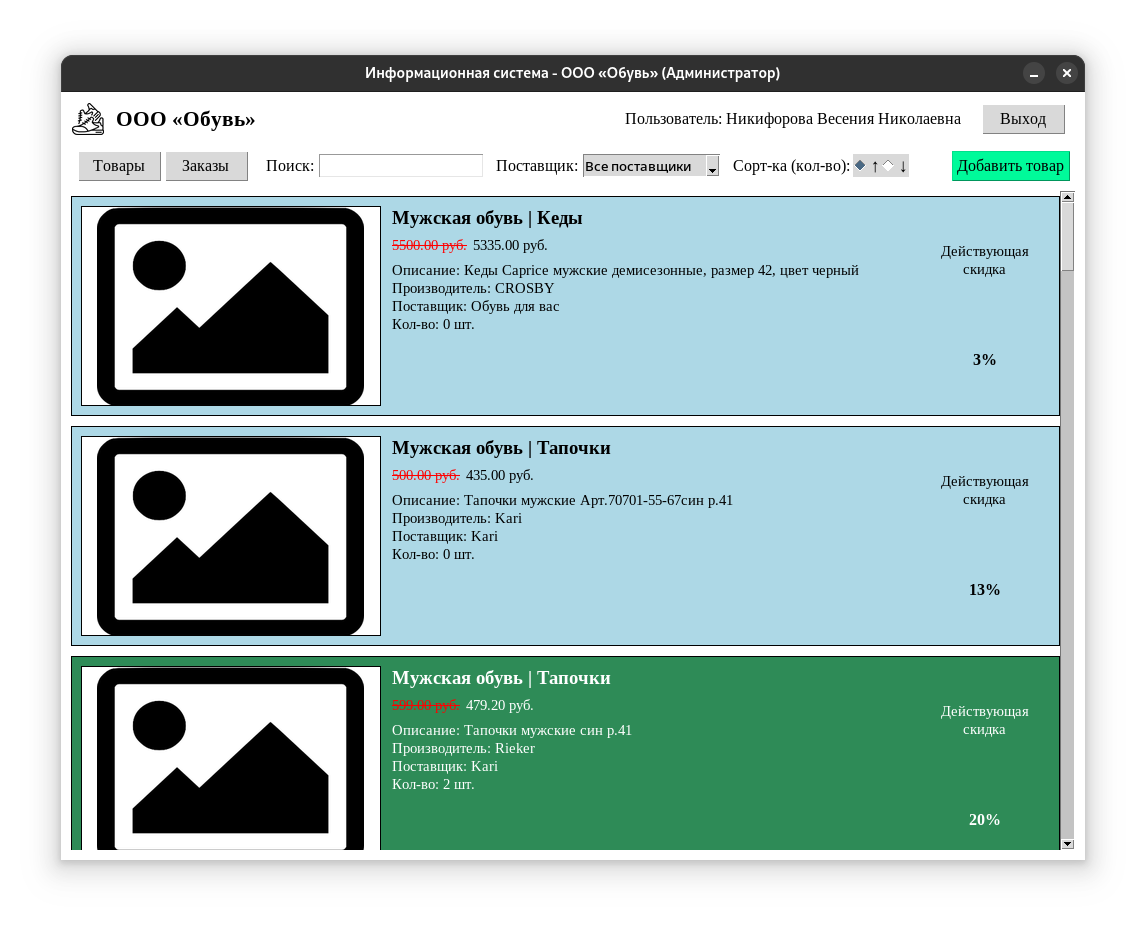 Информационная система - ООО «Обувь» (Администратор)
ООО «Обувь»
Пользователь: Никифорова Весения Николаевна
Выход
Товары
Заказы
Поиск:
Поставщик:
Все поставщики
Сорт-ка (кол-во):
↑
↓
Добавить товар
Мужская обувь | Кеды
5500.00 руб. 5335.00 руб.
Описание: Кеды Caprice мужские демисезонные, размер 42, цвет черный
Производитель: CROSBY
Поставщик: Обувь для вас
Кол-во: 0 шт.
Действующая
скидка
3%
Мужская обувь | Тапочки
500.00 руб. 435.00 руб.
Описание: Тапочки мужские Арт.70701-55-67син р.41
Производитель: Kari
Поставщик: Kari
Кол-во: 0 шт.
Действующая
скидка
13%
Мужская обувь | Тапочки
599.00 руб. 479.20 руб.
Описание: Тапочки мужские син р.41
Производитель: Rieker
Поставщик: Kari
Кол-во: 2 шт.
Действующая
скидка
20%